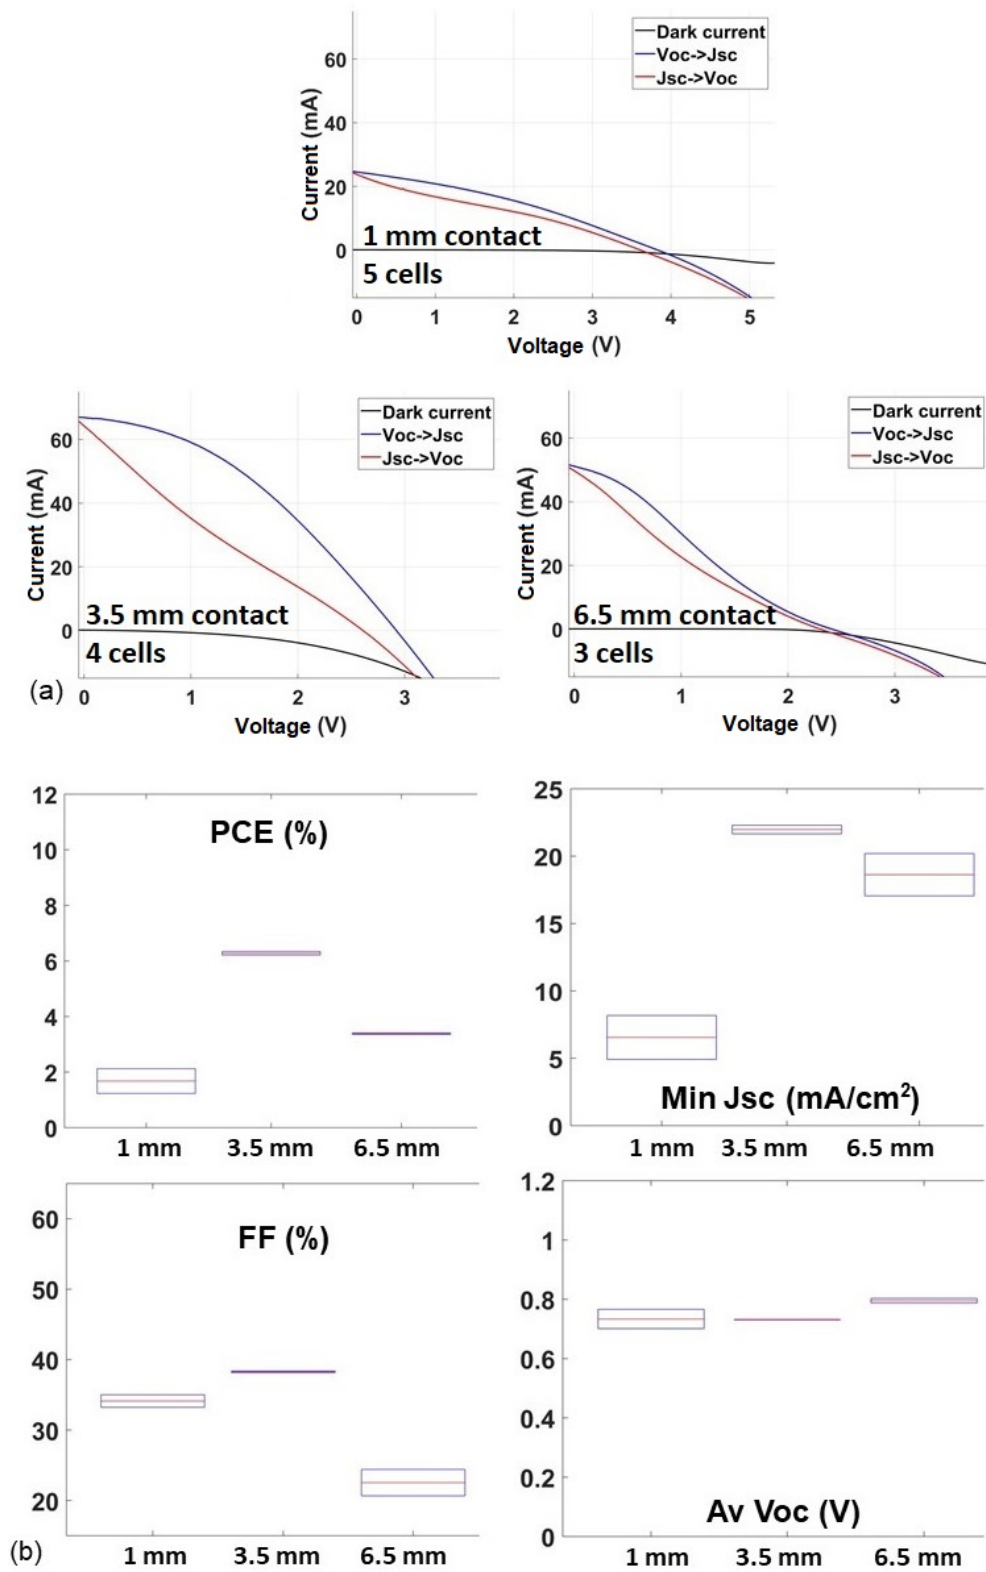 Dark current
Voc->Jsc
Jsc->Voc
60
40
20
0
Current (mA)
1 mm contact
5 cells
0 1 2 3 4 5
Voltage (V)
Dark current
Voc->Jsc
Jsc->Voc
60
40
20
0
Current (mA)
3.5 mm contact
4 cells
0 1 2 3
Voltage (V)
(a)
Dark current
Voc->Jsc
Jsc->Voc
60
40
20
0
Current (mA)
6.5 mm contact
3 cells
0 1 2 3
Voltage (V)
PCE (%)
12
10
8
6
4
2
0
1 mm 3.5 mm 6.5 mm
25
20
15
10
5
0
Min Jsc (mA/cm²)
1 mm 3.5 mm 6.5 mm
FF (%)
60
50
40
30
20
1 mm 3.5 mm 6.5 mm
(b)
1.2
1
0.8
0.6
0.4
0.2
0
Av Voc (V)
1 mm 3.5 mm 6.5 mm